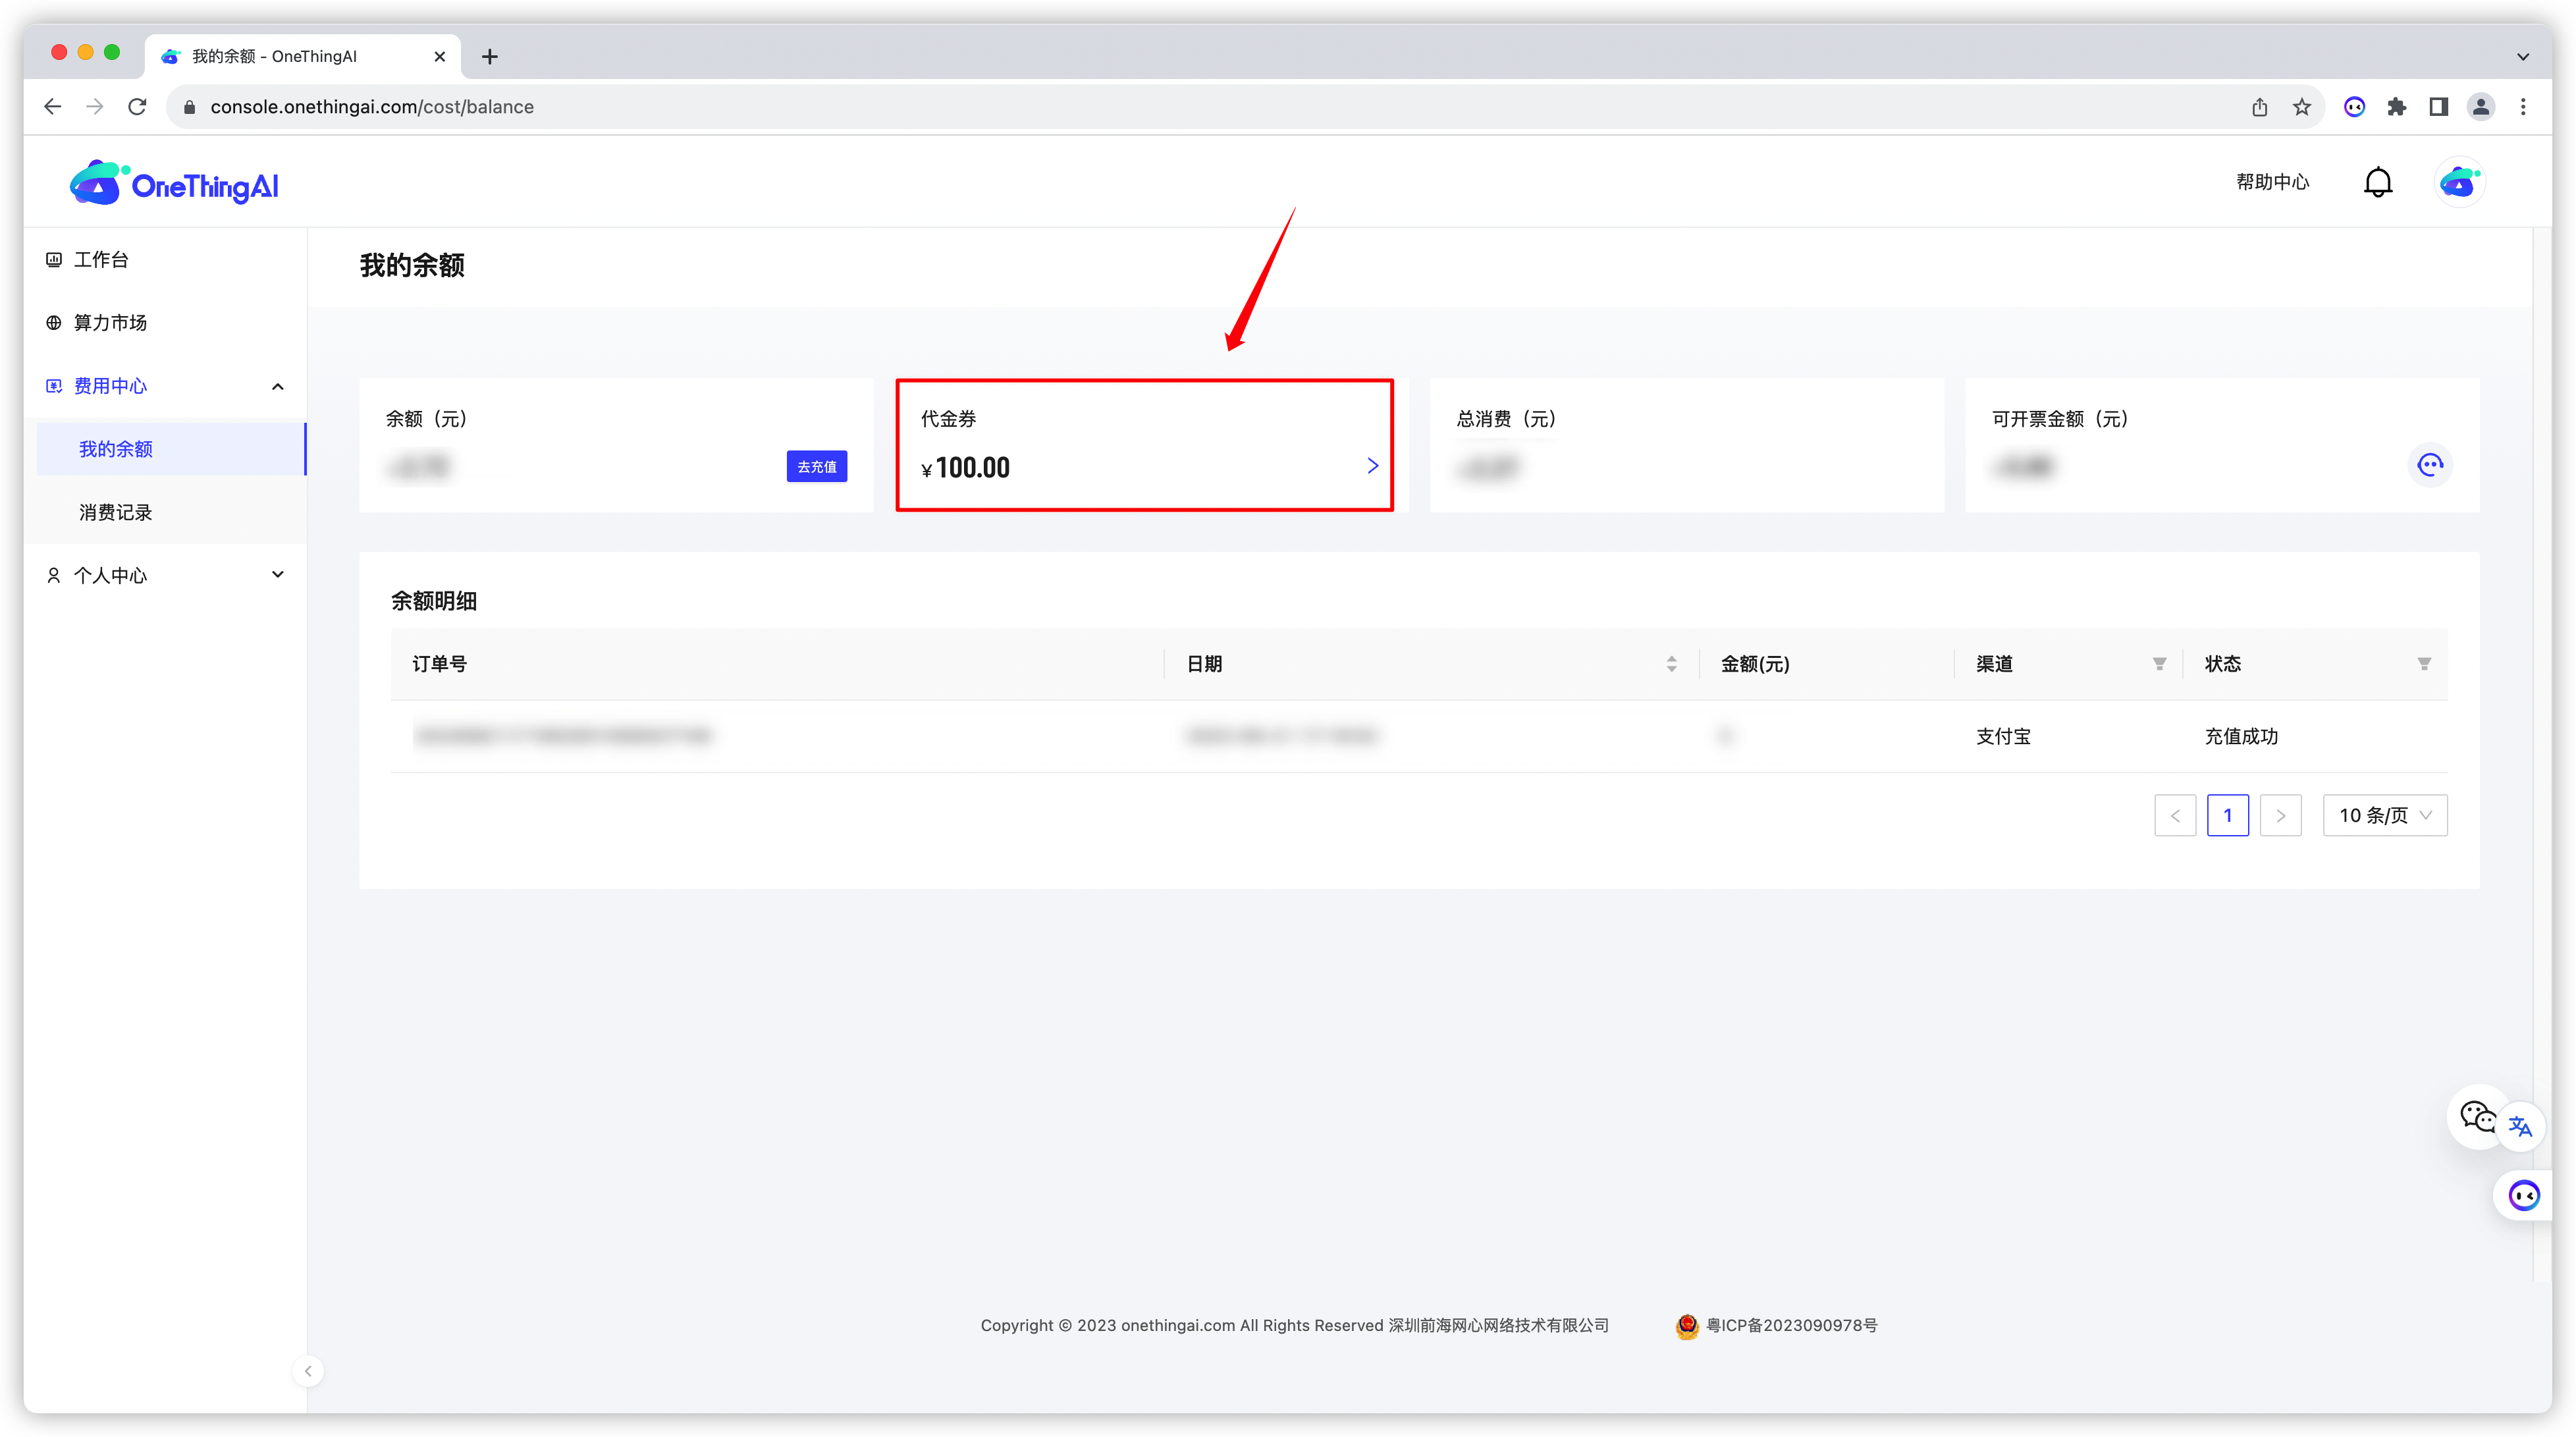 我的余额 - OneThingAI
console.onethingai.com/cost/balance
OneThingAI
帮助中心
工作台
算力市场
费用中心
我的余额
消费记录
个人中心
我的余额
余额（元）
去充值
代金券
¥100.00
总消费（元）
可开票金额（元）
余额明细
订单号 日期 金额(元) 渠道 状态
支付宝 充值成功
1 10 条/页
文A
Copyright © 2023 onethingai.com All Rights Reserved 深圳前海网心网络技术有限公司 粤ICP备2023090978号